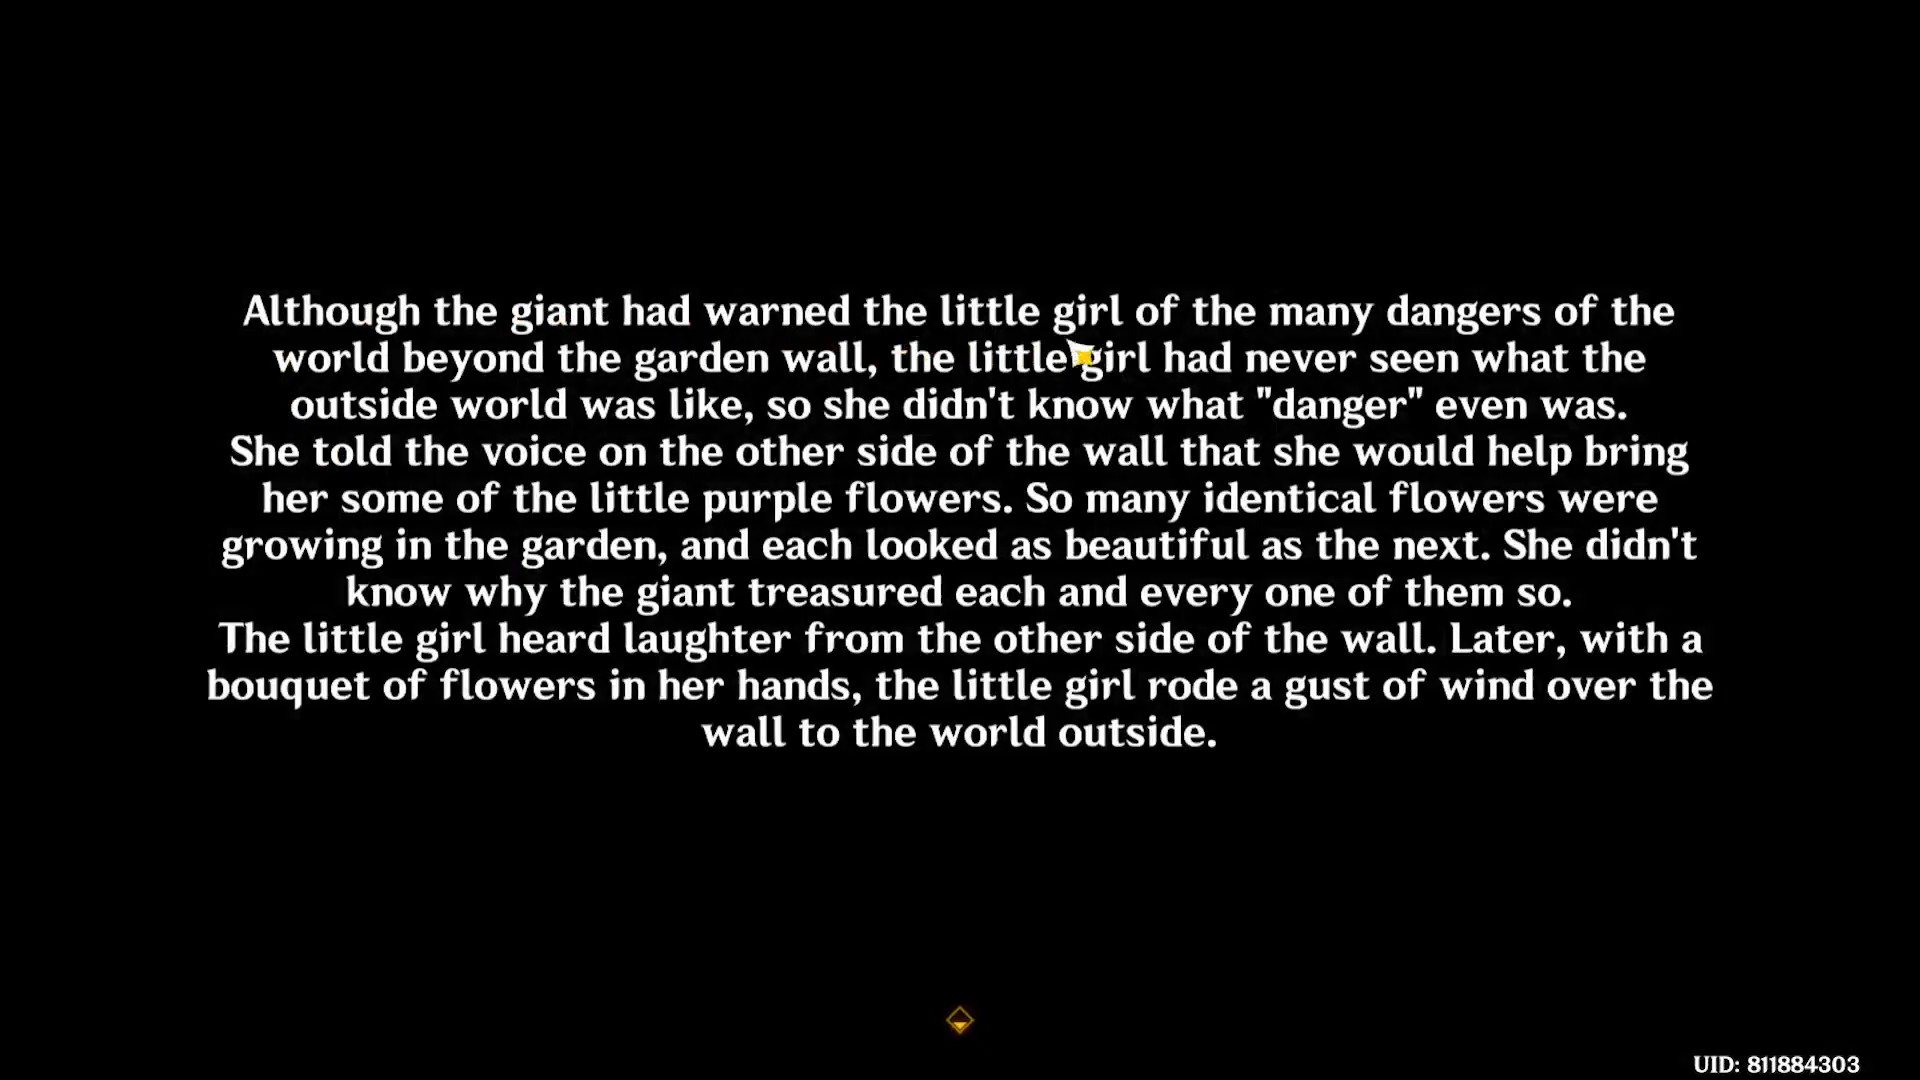 Although the giant had warned the little girl of the many dangers of the
world beyond the garden wall, the little girl had never seen what the
outside world was like, so she didn't know what "danger" even was.
She told the voice on the other side of the wall that she would help bring
her some of the little purple flowers. So many identical flowers were
growing in the garden, and each looked as beautiful as the next. She didn't
know why the giant treasured each and every one of them so.
The little girl heard laughter from the other side of the wall. Later, with a
bouquet of flowers in her hands, the little girl rode a gust of wind over the
wall to the world outside.
UID: 811884303